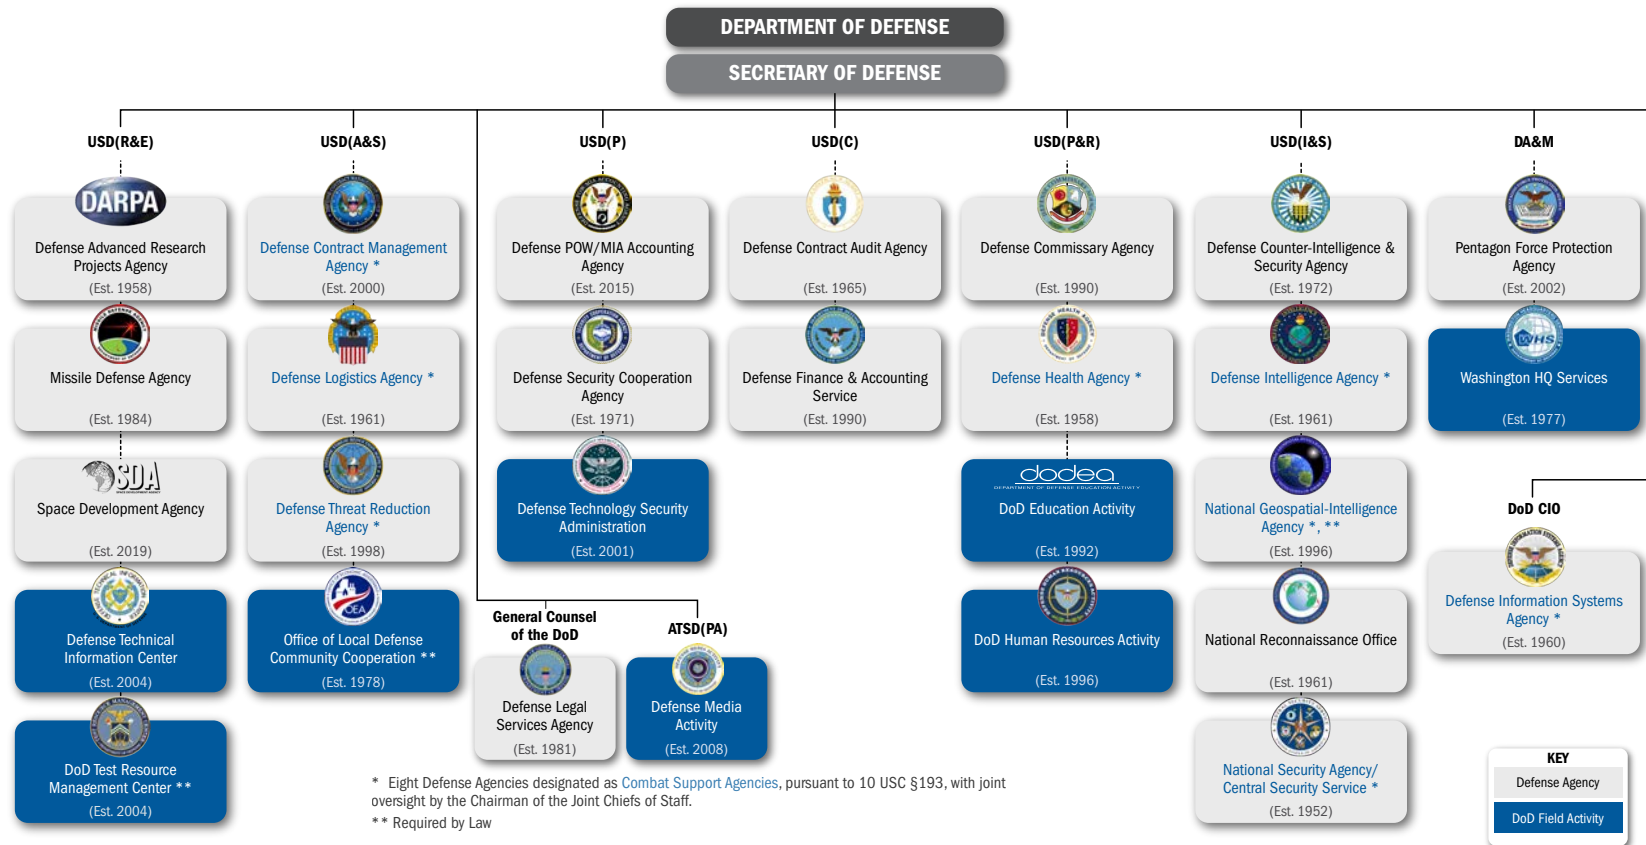 DEPARTMENT OF DEFENSE
SECRETARY OF DEFENSE
USD(R&E)
DARPA
Defense Advanced Research
Projects Agency
(Est. 1958)
Missile Defense Agency
(Est. 1984)
SDA
SPACE DEVELOPMENT AGENCY
Space Development Agency
(Est. 2019)
Defense Technical
Information Center
(Est. 2004)
DoD Test Resource
Management Center **
(Est. 2004)
USD(A&S)
Defense Contract Management
Agency *
(Est. 2000)
Defense Logistics Agency *
(Est. 1961)
Defense Threat Reduction
Agency *
(Est. 1998)
OEA
Office of Local Defense
Community Cooperation **
(Est. 1978)
USD(P)
Defense POW/MIA Accounting
Agency
(Est. 2015)
Defense Security Cooperation
Agency
(Est. 1971)
Defense Technology Security
Administration
(Est. 2001)
General Counsel
of the DoD
Defense Legal
Services Agency
(Est. 1981)
ATSD(PA)
Defense Media
Activity
(Est. 2008)
USD(C)
Defense Contract Audit Agency
(Est. 1965)
Defense Finance & Accounting
Service
(Est. 1990)
USD(P&R)
Defense Commissary Agency
(Est. 1990)
Defense Health Agency *
(Est. 1958)
dodea
DEPARTMENT OF DEFENSE EDUCATION ACTIVITY
DoD Education Activity
(Est. 1992)
DoD Human Resources Activity
(Est. 1996)
USD(I&S)
Defense Counter-Intelligence &
Security Agency
(Est. 1972)
Defense Intelligence Agency *
(Est. 1961)
National Geospatial-Intelligence
Agency *, **
(Est. 1996)
National Reconnaissance Office
(Est. 1961)
National Security Agency/
Central Security Service *
(Est. 1952)
DA&M
Pentagon Force Protection
Agency
(Est. 2002)
WHS
Washington HQ Services
(Est. 1977)
DoD CIO
Defense Information Systems
Agency *
(Est. 1960)
* Eight Defense Agencies designated as Combat Support Agencies, pursuant to 10 USC §193, with joint
oversight by the Chairman of the Joint Chiefs of Staff.
** Required by Law
KEY
Defense Agency
DoD Field Activity